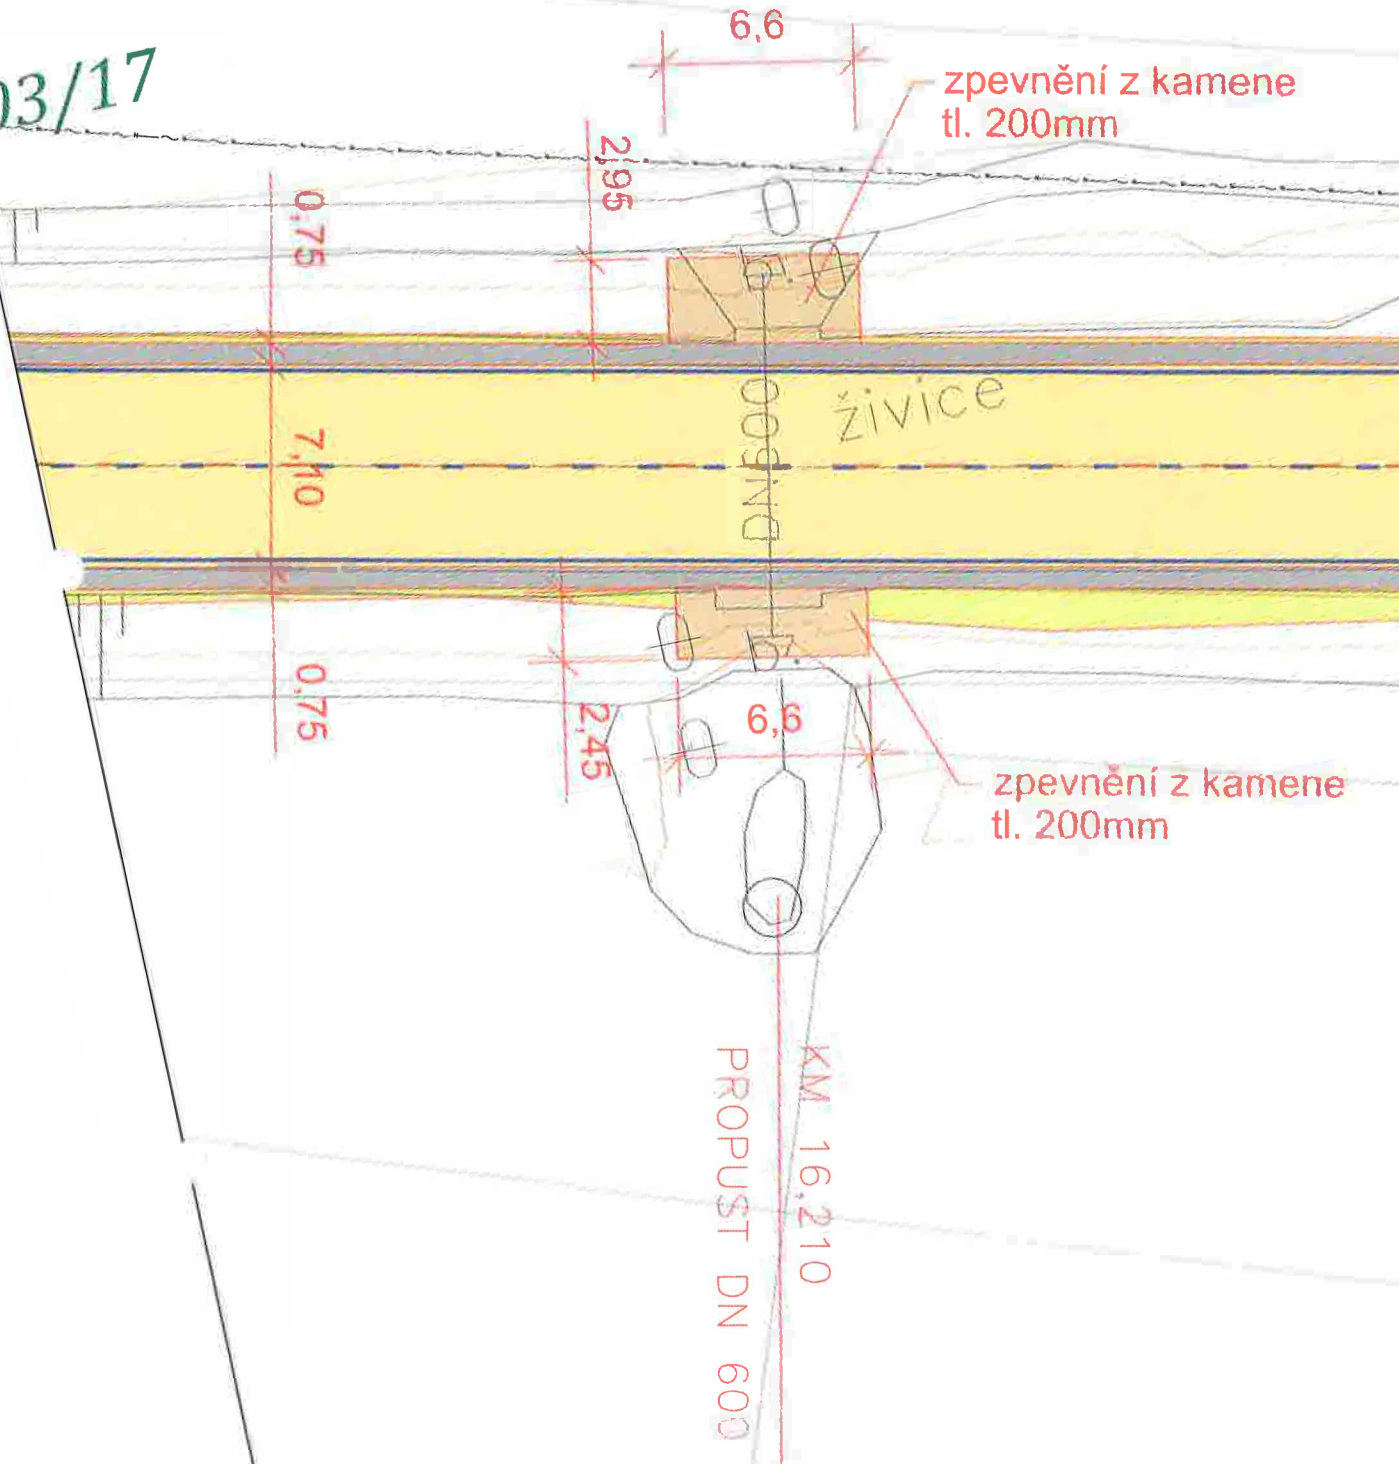 6,6
03/17
zpevnění z kamene
tl. 200mm
2,95
0,75
živice
7,10
0,75
2,45
6,6
zpevnění z kamene
tl. 200mm
KM 16,210
PROPUST DN 600